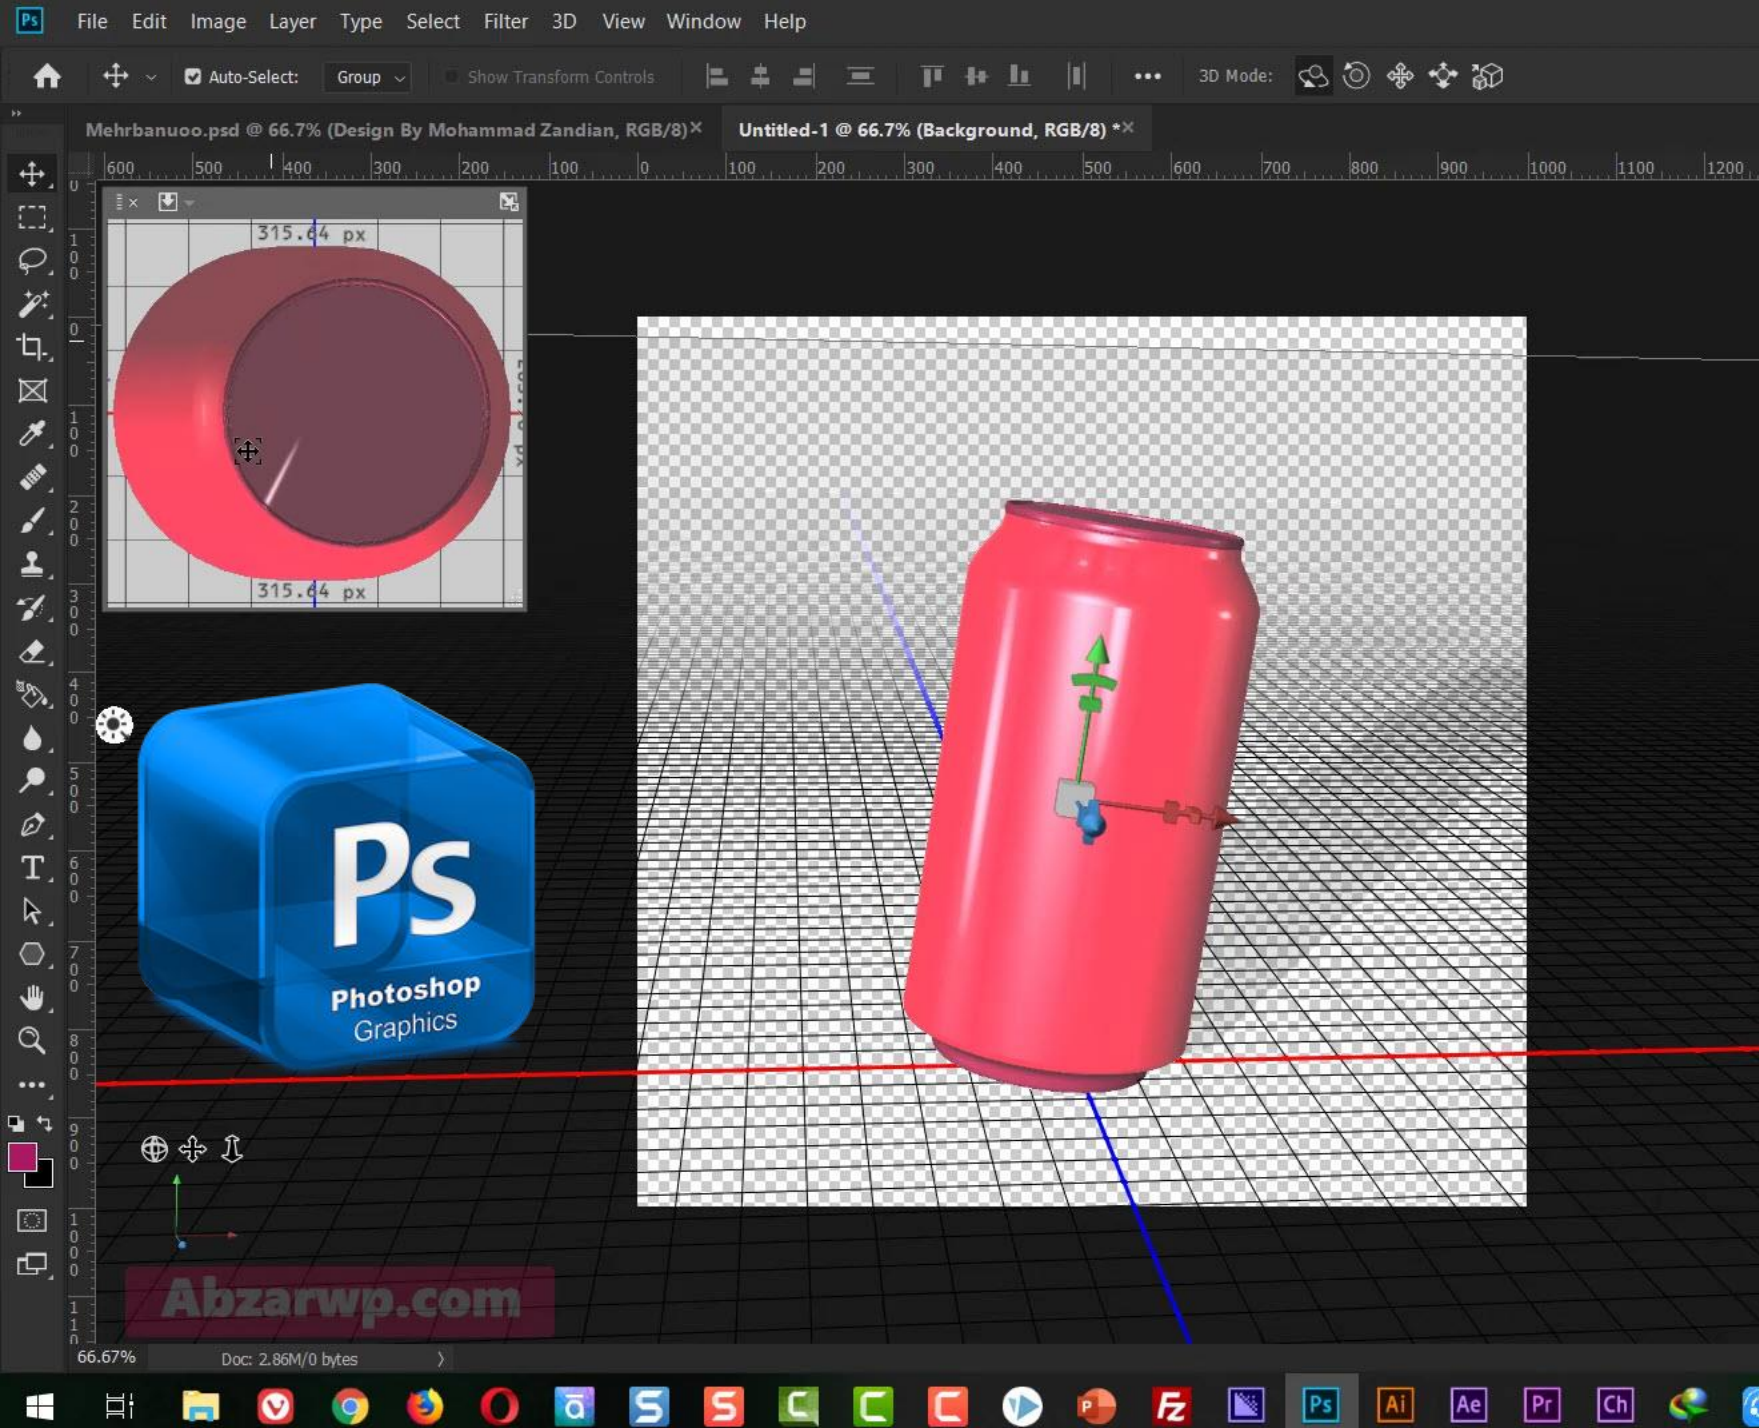 Ps File Edit Image Layer Type Select Filter 3D View Window Help
Auto-Select: Group Show Transform Controls 3D Mode:
Mehrbanuoo.psd @ 66.7% (Design By Mohammad Zandian, RGB/8) × Untitled-1 @ 66.7% (Background, RGB/8) * ×
600 500 400 300 200 100 0 100 200 300 400 500 600 700 800 900 1000 1100 1200
315.64 px
315.64 px
Ps
Photoshop
Graphics
Abzarwp.com
66.67% Doc: 2.86M/0 bytes
Ps Ai Ae Pr Ch